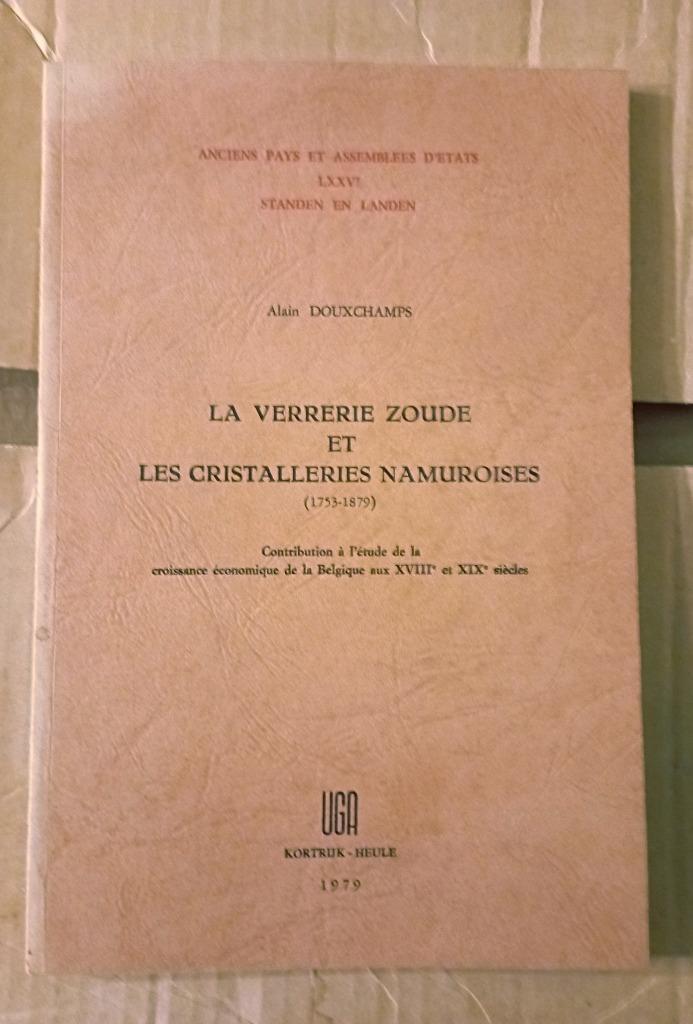 ANCIENS PAYS ET ASSEMBLEES D'ETATS
LXXVI
STANDEN EN LANDEN
Alain DOUXCHAMPS
LA VERRERIE ZOUDE
ET
LES CRISTALLERIES NAMUROISES
(1753-1879)
Contribution à l'étude de la
croissance économique de la Belgique aux XVIIIe et XIXe siècles
UGA
KORTRIJK - HEULE
1979